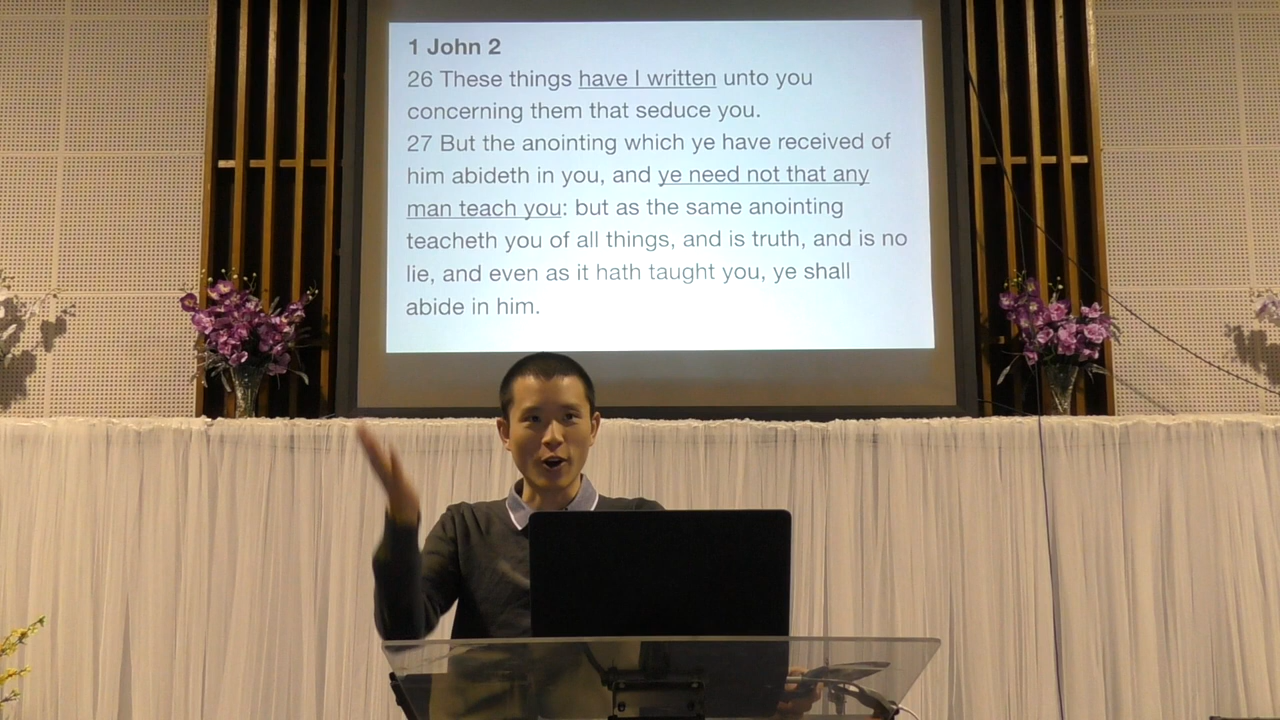 1 John 2
26 These things have I written unto you
concerning them that seduce you.
27 But the anointing which ye have received of
him abideth in you, and ye need not that any
man teach you: but as the same anointing
teacheth you of all things, and is truth, and is no
lie, and even as it hath taught you, ye shall
abide in him.